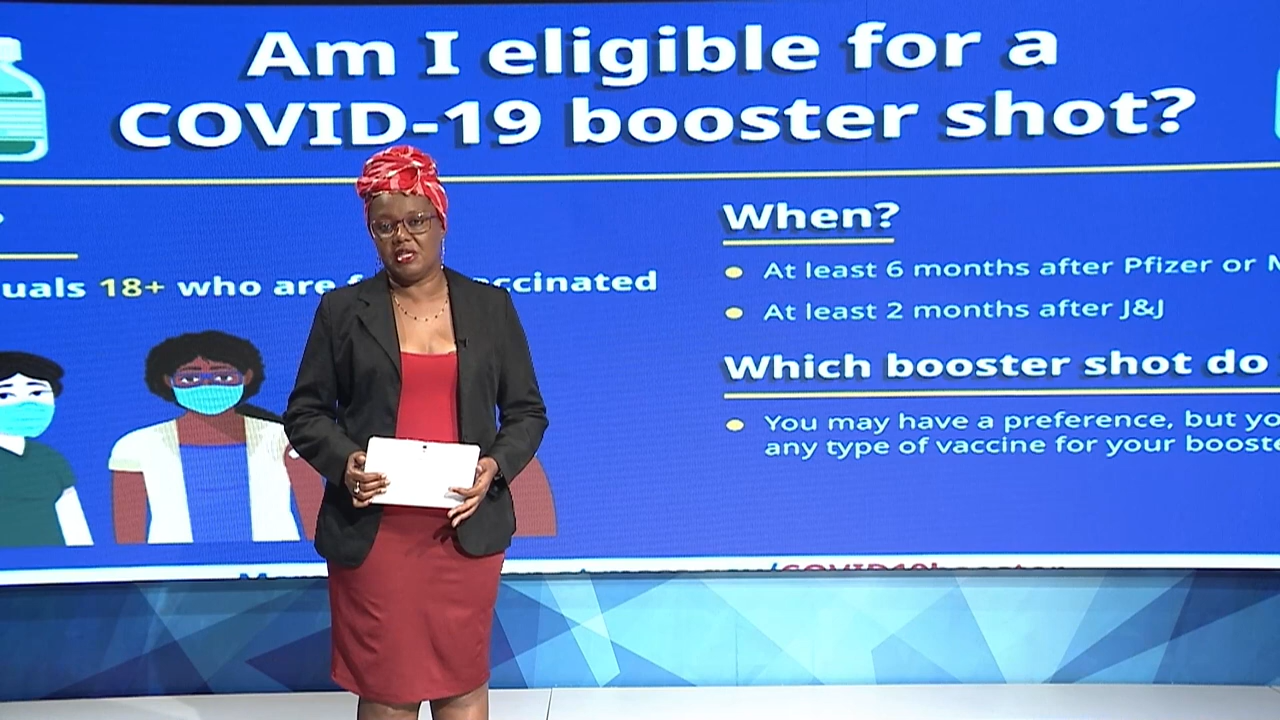 Am I eligible for a
COVID-19 booster shot?
uals 18+ who are
ccinated
When?
At least 6 months after Pfizer or M
At least 2 months after J&J
Which booster shot do
You may have a preference, but yo
any type of vaccine for your booste